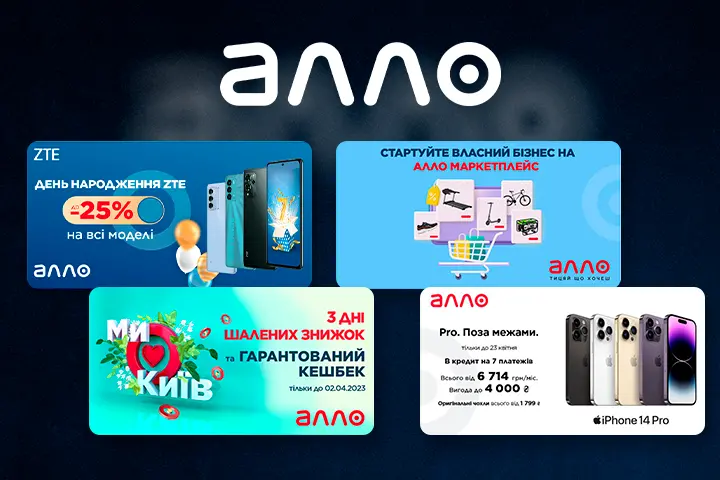 алло
ZTE
ДЕНЬ НАРОДЖЕННЯ ZTE
ДО -25%
на всі моделі
алло
СТАРТУЙТЕ ВЛАСНИЙ БІЗНЕС НА
АЛЛО МАРКЕТПЛЕЙС
алло
ТИЦЯЙ ЩО ХОЧЕШ
Ми
Київ
3 ДНІ
ШАЛЕНИХ ЗНИЖОК
та ГАРАНТОВАНИЙ
КЕШБЕК
тільки до 02.04.2023
алло
алло
Pro. Поза межами.
тільки до 23 квітня
В кредит на 7 платежів
Всього від 6 714 грн/міс.
Вигода до 4 000 ₴
Оригінальні чохли всього від 1 799 ₴
iPhone 14 Pro